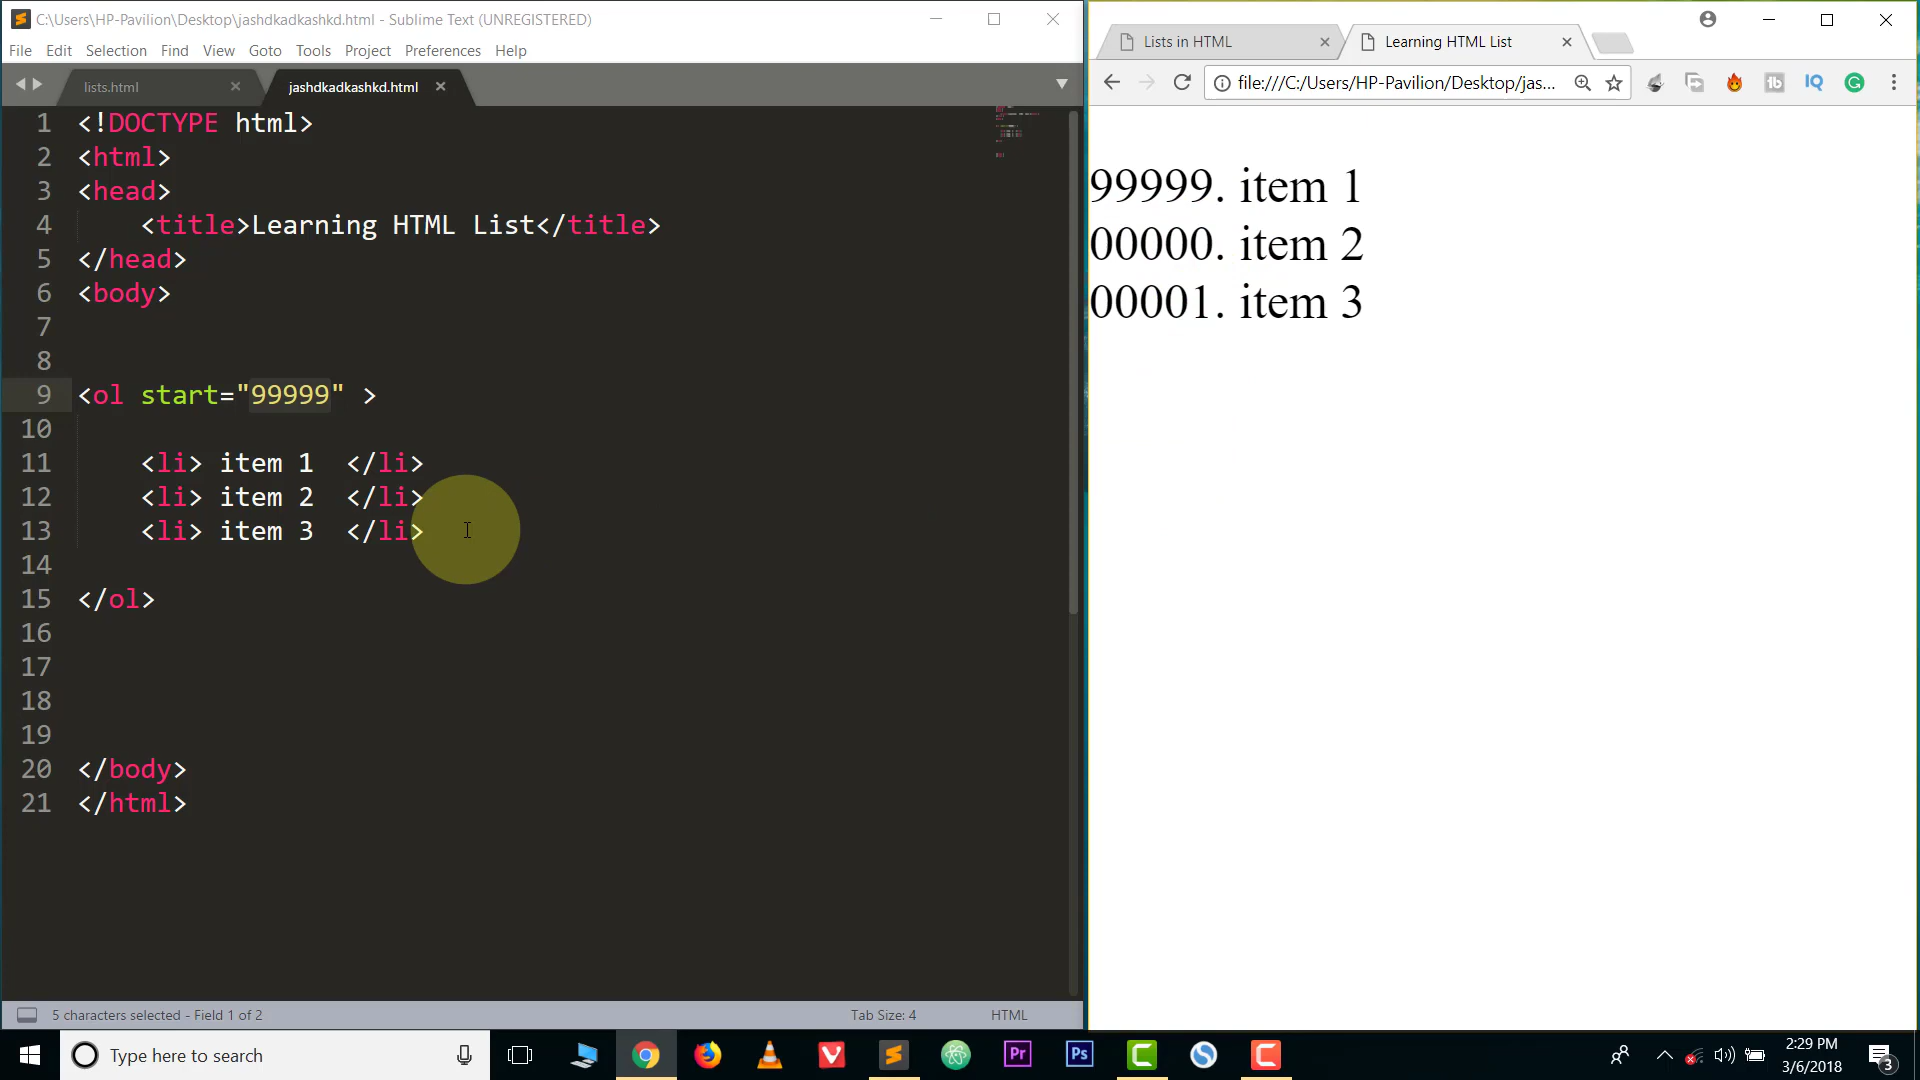 C:\Users\HP-Pavilion\Desktop\jashdkadkashkd.html - Sublime Text (UNREGISTERED)
File Edit Selection Find View Goto Tools Project Preferences Help
lists.html jashdkadkashkd.html
1 <!DOCTYPE html>
2 <html>
3 <head>
4 <title>Learning HTML List</title>
5 </head>
6 <body>
7
8
9 <ol start="99999" >
10
11 <li> item 1 </li>
12 <li> item 2 </li>
13 <li> item 3 </li>
14
15 </ol>
16
17
18
19
20 </body>
21 </html>
5 characters selected - Field 1 of 2 Tab Size: 4 HTML
Lists in HTML Learning HTML List
file:///C:/Users/HP-Pavilion/Desktop/jas...
IQ
99999. item 1
00000. item 2
00001. item 3
Type here to search
Pr Ps
2:29 PM
3/6/2018
3